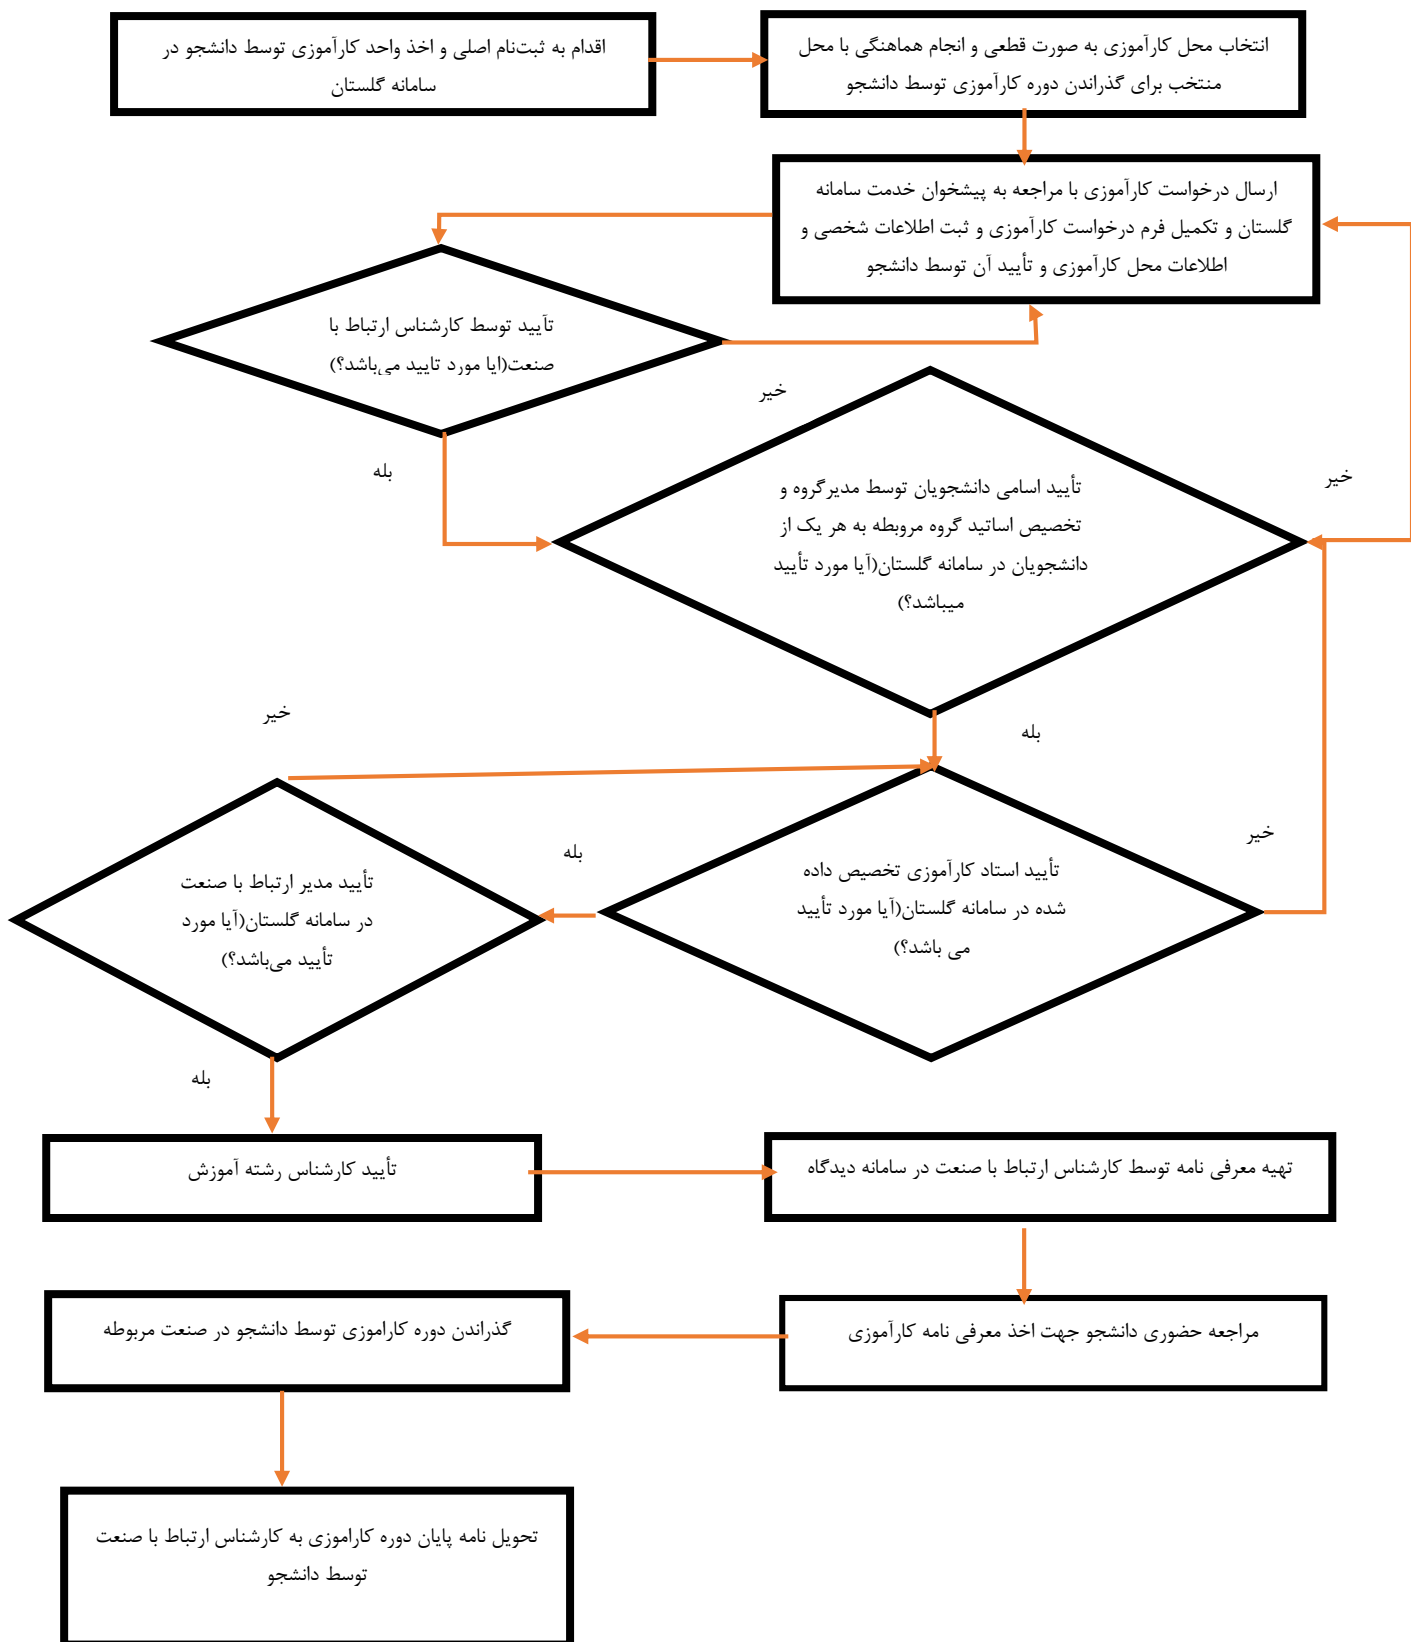 اقدام به ثبت‌نام اصلی و اخذ واحد کارآموزی توسط دانشجو در
سامانه گلستان
انتخاب محل کارآموزی به صورت قطعی و انجام هماهنگی با محل
منتخب برای گذراندن دوره کارآموزی توسط دانشجو
ارسال درخواست کارآموزی با مراجعه به پیشخوان خدمت سامانه
گلستان و تکمیل فرم درخواست کارآموزی و ثبت اطلاعات شخصی و
اطلاعات محل کارآموزی و تأیید آن توسط دانشجو
تآیید توسط کارشناس ارتباط با
صنعت(ایا مورد تایید می‌باشد؟)
خیر
بله
تأیید اسامی دانشجویان توسط مدیرگروه و
تخصیص اساتید گروه مروبطه به هر یک از
دانشجویان در سامانه گلستان(آیا مورد تأیید
میباشد؟)
خیر
بله
خیر
تأیید استاد کارآموزی تخصیص داده
شده در سامانه گلستان(آیا مورد تأیید
می باشد؟)
خیر
بله
تأیید مدیر ارتباط با صنعت
در سامانه گلستان(آیا مورد
تأیید می‌باشد؟)
بله
تأیید کارشناس رشته آموزش
تهیه معرفی نامه توسط کارشناس ارتباط با صنعت در سامانه دیدگاه
مراجعه حضوری دانشجو جهت اخذ معرفی نامه کارآموزی
گذراندن دوره کاراموزی توسط دانشجو در صنعت مربوطه
تحویل نامه پایان دوره کاراموزی به کارشناس ارتباط با صنعت
توسط دانشجو